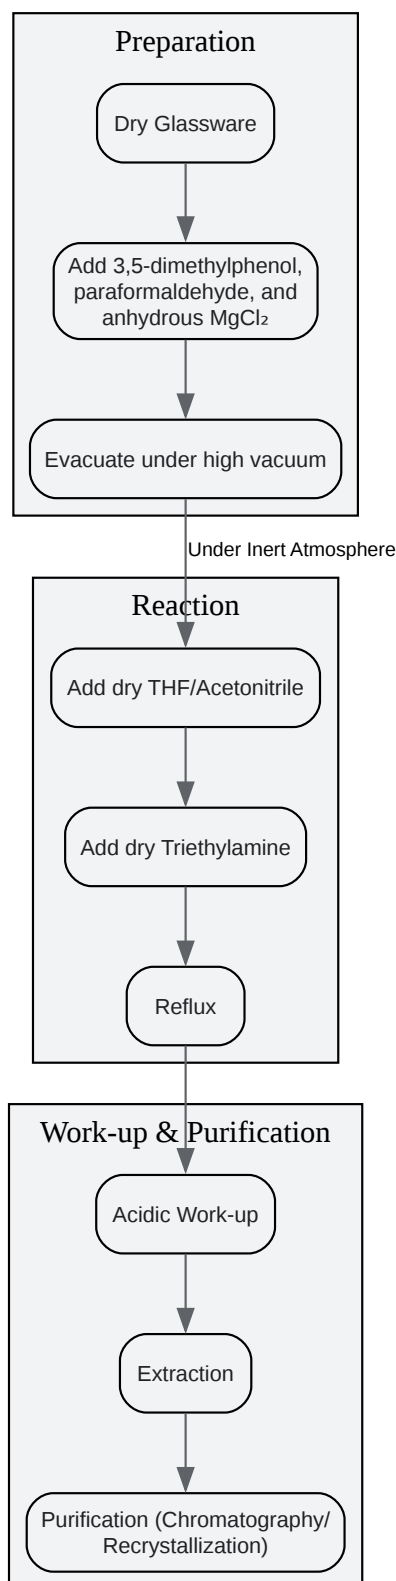 Preparation
Dry Glassware
Add 3,5-dimethylphenol,
paraformaldehyde, and
anhydrous MgCl₂
Evacuate under high vacuum
Under Inert Atmosphere
Reaction
Add dry THF/Acetonitrile
Add dry Triethylamine
Reflux
Work-up & Purification
Acidic Work-up
Extraction
Purification (Chromatography/
Recrystallization)